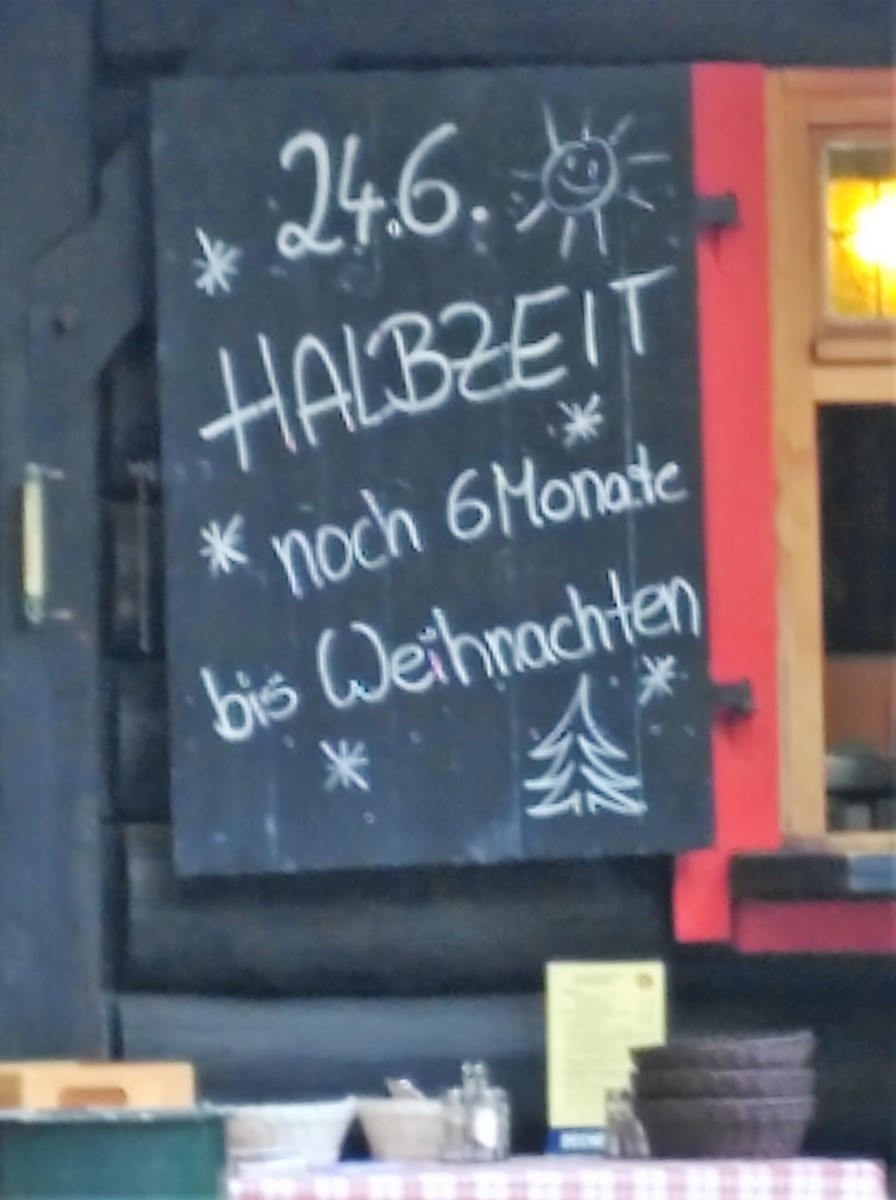 24.6.
HALBZEIT
noch 6 Monate
bis Weihnachten